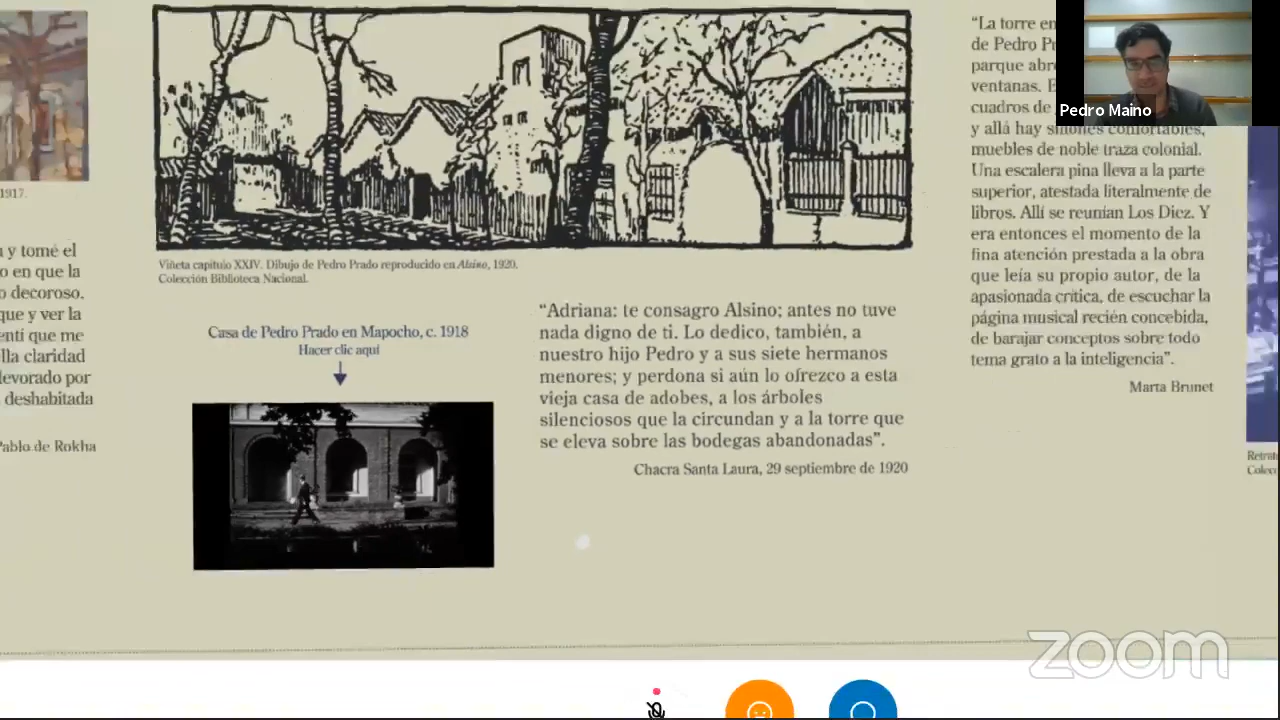 1917.
a y tomé el
o en que la
o decoroso.
que y ver la
entí que me
lla claridad
devorado por
deshabitada
Pablo de Rokha
Viñeta capítulo XXIV. Dibujo de Pedro Prado reproducido en Alsino, 1920.
Colección Biblioteca Nacional.
Casa de Pedro Prado en Mapocho, c. 1918
Hacer clic aquí
“Adriana: te consagro Alsino; antes no tuve
nada digno de ti. Lo dedico, también, a
nuestro hijo Pedro y a sus siete hermanos
menores; y perdona si aún lo ofrezco a esta
vieja casa de adobes, a los árboles
silenciosos que la circundan y a la torre que
se eleva sobre las bodegas abandonadas”.
Chacra Santa Laura, 29 septiembre de 1920
“La torre en
de Pedro Pr
parque abre
ventanas. E
cuadros de
y allá hay sillones confortables,
muebles de noble traza colonial.
Una escalera pina lleva a la parte
superior, atestada literalmente de
libros. Allí se reunían Los Diez. Y
era entonces el momento de la
fina atención prestada a la obra
que leía su propio autor, de la
apasionada crítica, de escuchar la
página musical recién concebida,
de barajar conceptos sobre todo
tema grato a la inteligencia”.
Marta Brunet
Pedro Maino
Retrat
Colecc
zoom